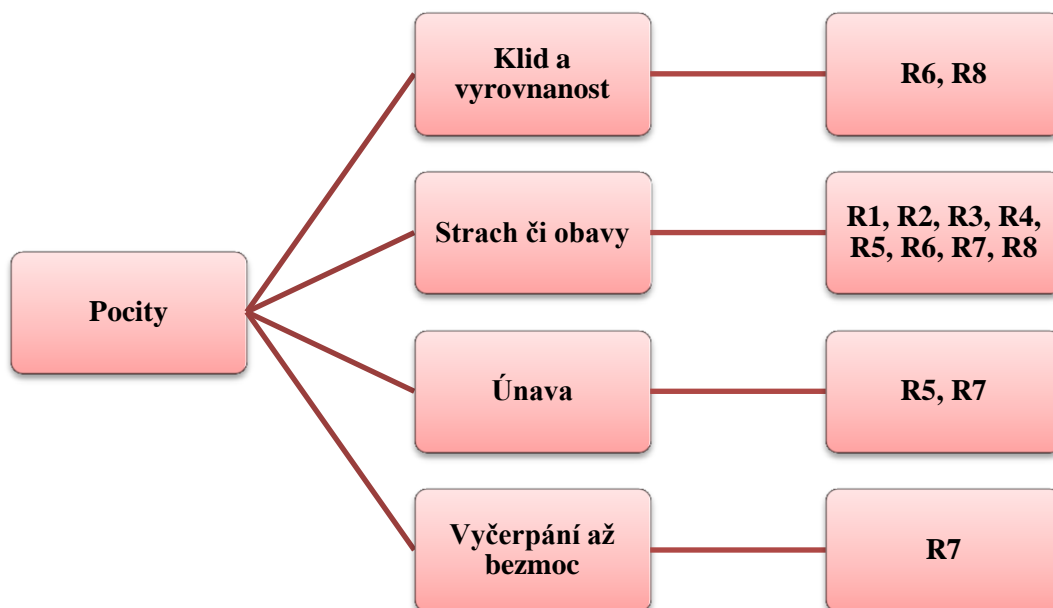 Pocity
Klid a
vyrovnanost
R6, R8
Strach či obavy
R1, R2, R3, R4,
R5, R6, R7, R8
Únava
R5, R7
Vyčerpání až
bezmoc
R7